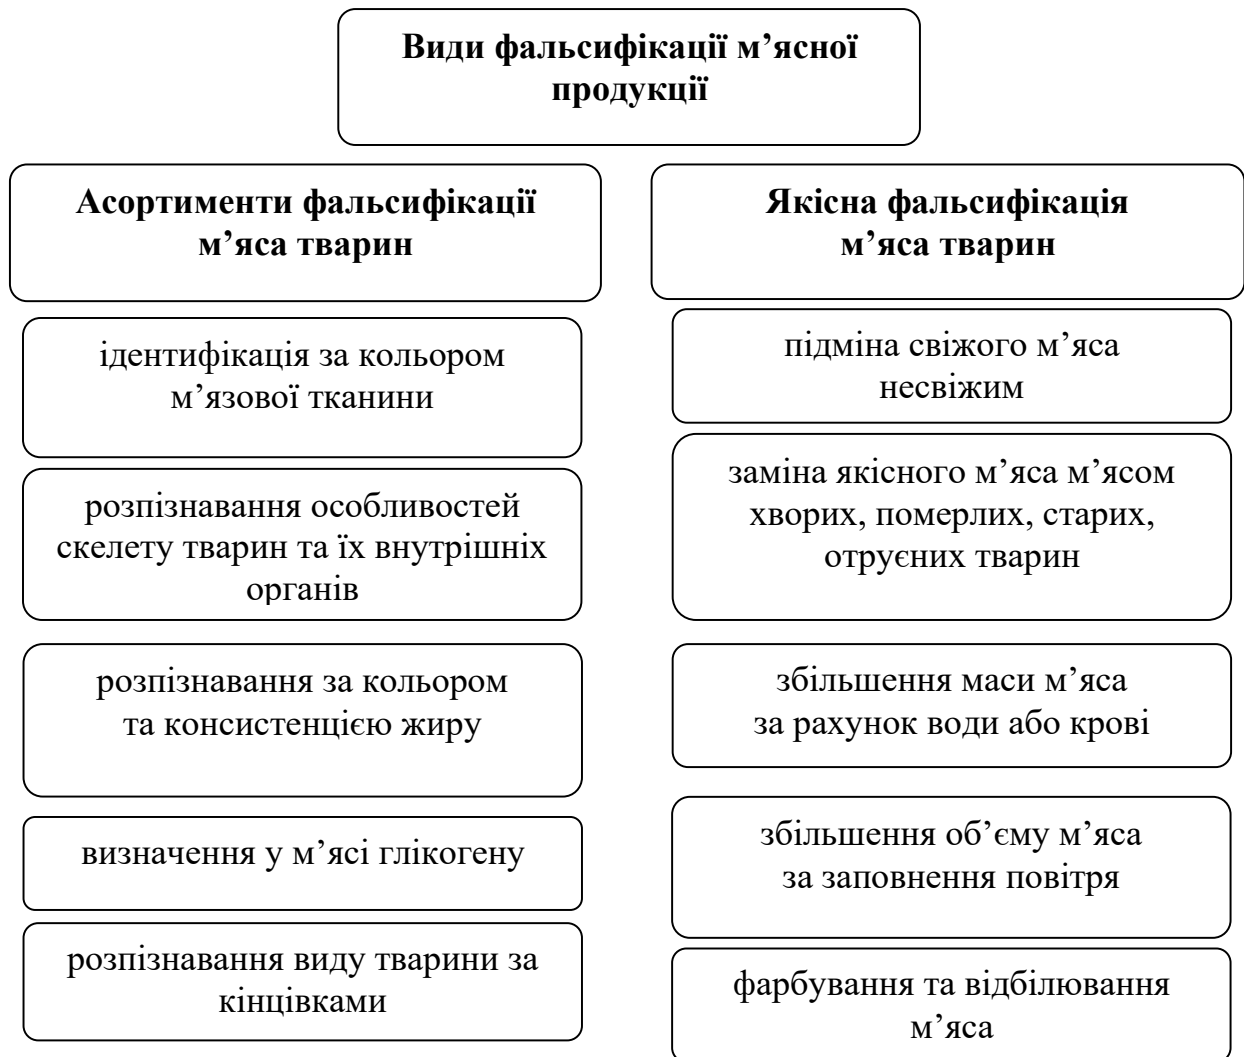 Види фальсифікації м’ясної
продукції
Асортименти фальсифікації
м’яса тварин
ідентифікація за кольором
м’язової тканини
розпізнавання особливостей
скелету тварин та їх внутрішніх
органів
розпізнавання за кольором
та консистенцією жиру
визначення у м’ясі глікогену
розпізнавання виду тварини за
кінцівками
Якісна фальсифікація
м’яса тварин
підміна свіжого м’яса
несвіжим
заміна якісного м’яса м’ясом
хворих, померлих, старих,
отруєних тварин
збільшення маси м’яса
за рахунок води або крові
збільшення об’єму м’яса
за заповнення повітря
фарбування та відбілювання
м’яса